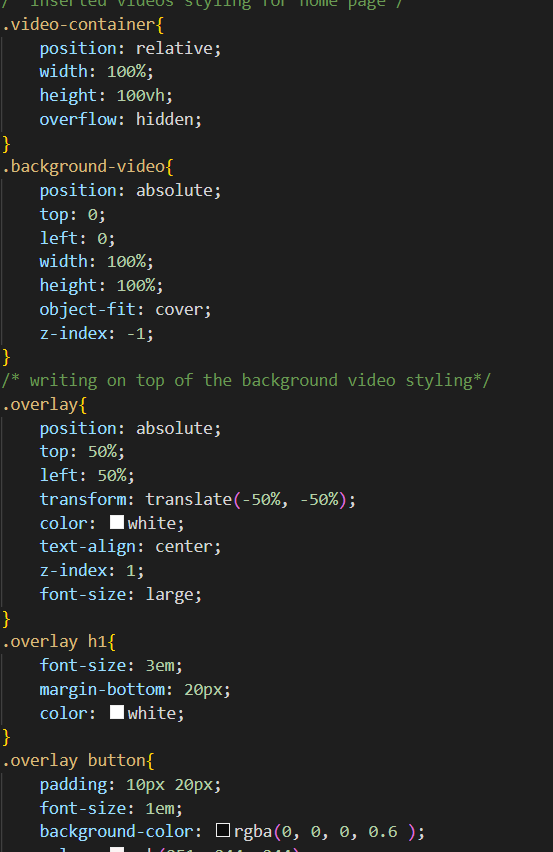 /* inserted videos styling for home page */
.video-container{
position: relative;
width: 100%;
height: 100vh;
overflow: hidden;
}
.background-video{
position: absolute;
top: 0;
left: 0;
width: 100%;
height: 100%;
object-fit: cover;
z-index: -1;
}
/* writing on top of the background video styling*/
.overlay{
position: absolute;
top: 50%;
left: 50%;
transform: translate(-50%, -50%);
color: white;
text-align: center;
z-index: 1;
font-size: large;
}
.overlay h1{
font-size: 3em;
margin-bottom: 20px;
color: white;
}
.overlay button{
padding: 10px 20px;
font-size: 1em;
background-color: rgba(0, 0, 0, 0.6 );